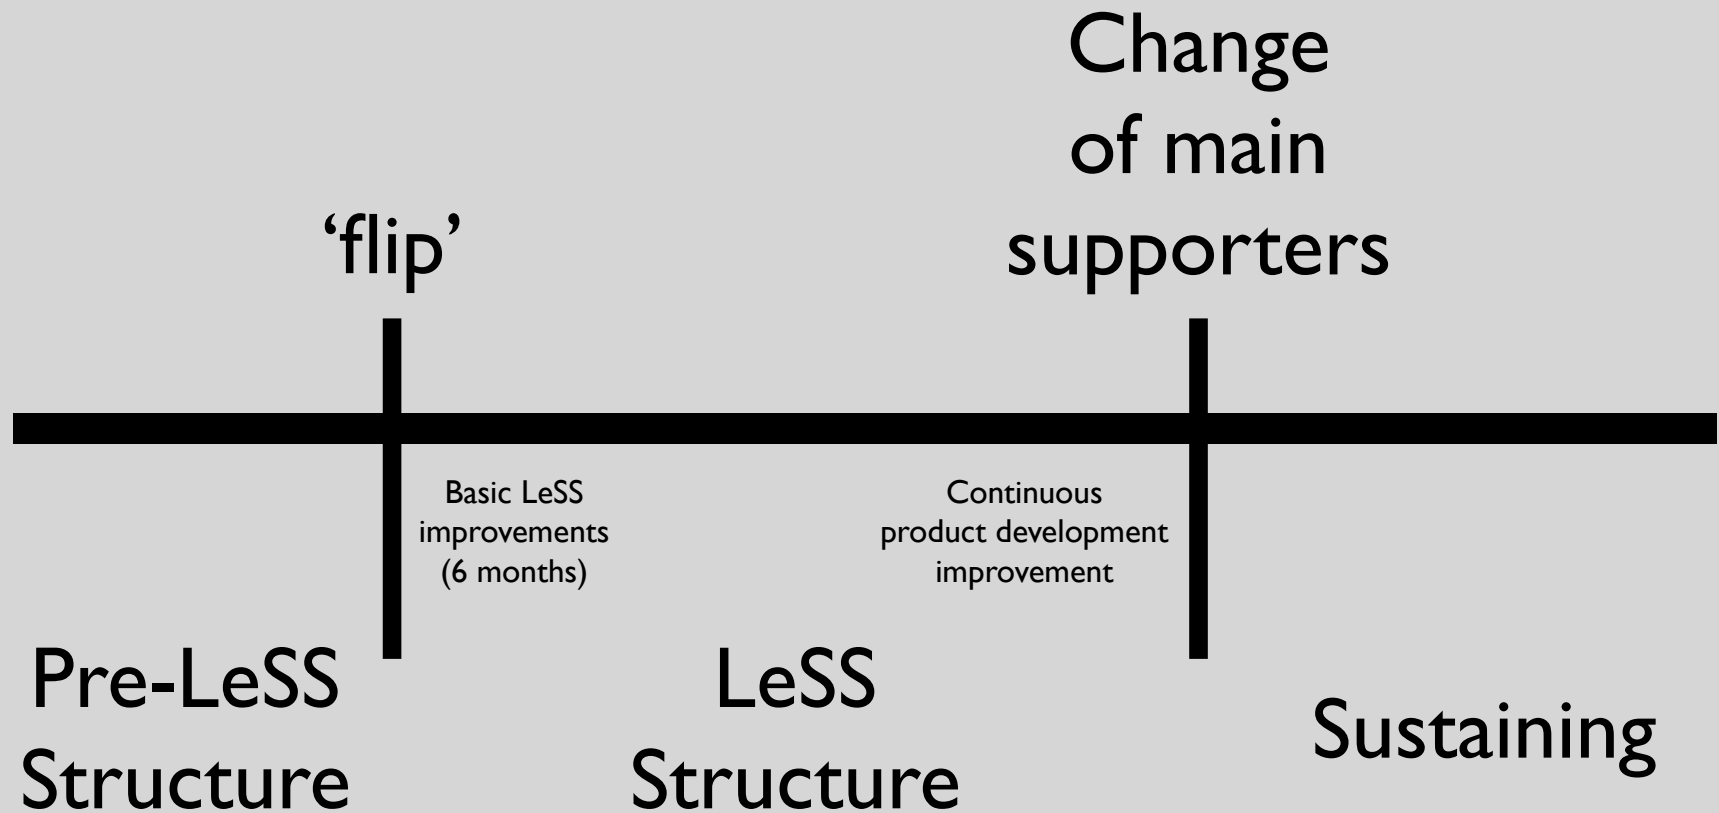 ‘flip’
Change
of main
supporters
Basic LeSS
improvements
(6 months)
Continuous
product development
improvement
Pre-LeSS
Structure
LeSS
Structure
Sustaining